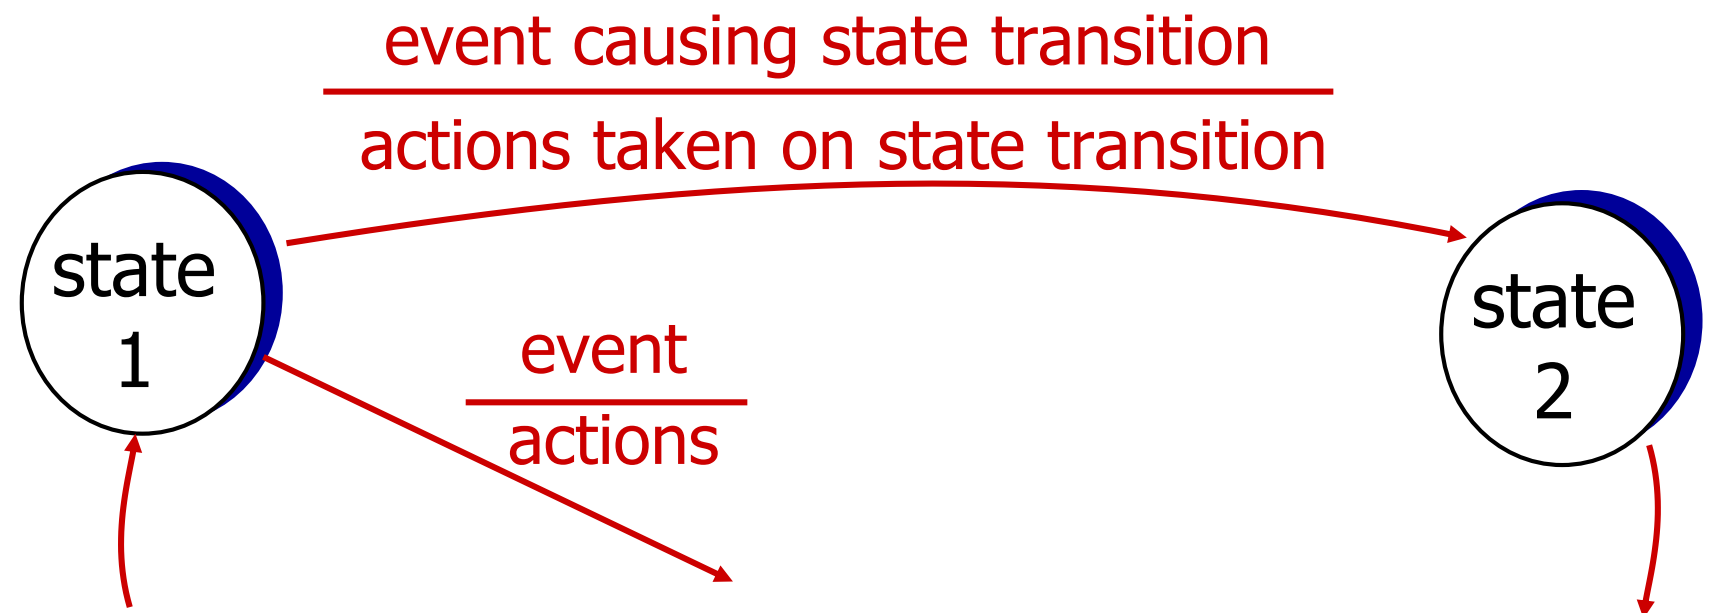 event causing state transition
actions taken on state transition
state
1
event
actions
state
2